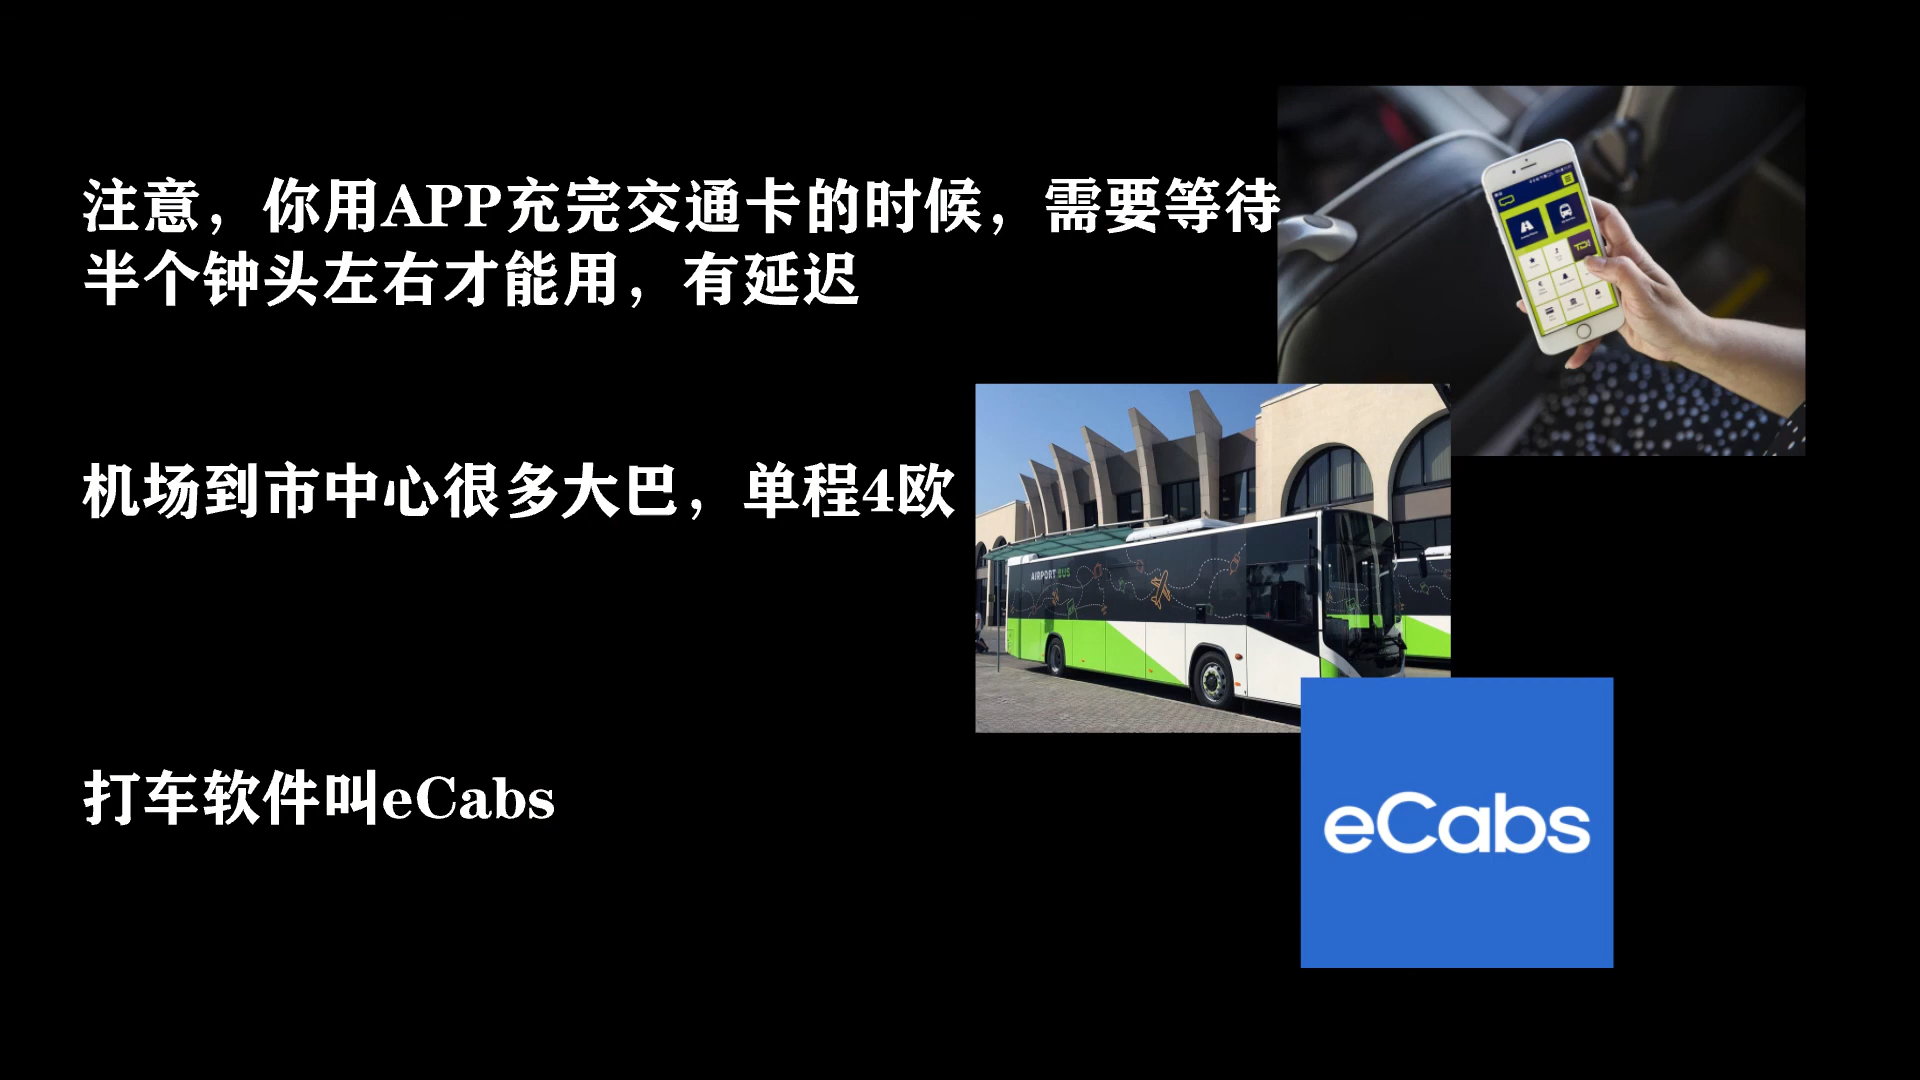 注意，你用APP充完交通卡的时候，需要等待
半个钟头左右才能用，有延迟
机场到市中心很多大巴，单程4欧
AIRPORT BUS
打车软件叫eCabs
eCabs